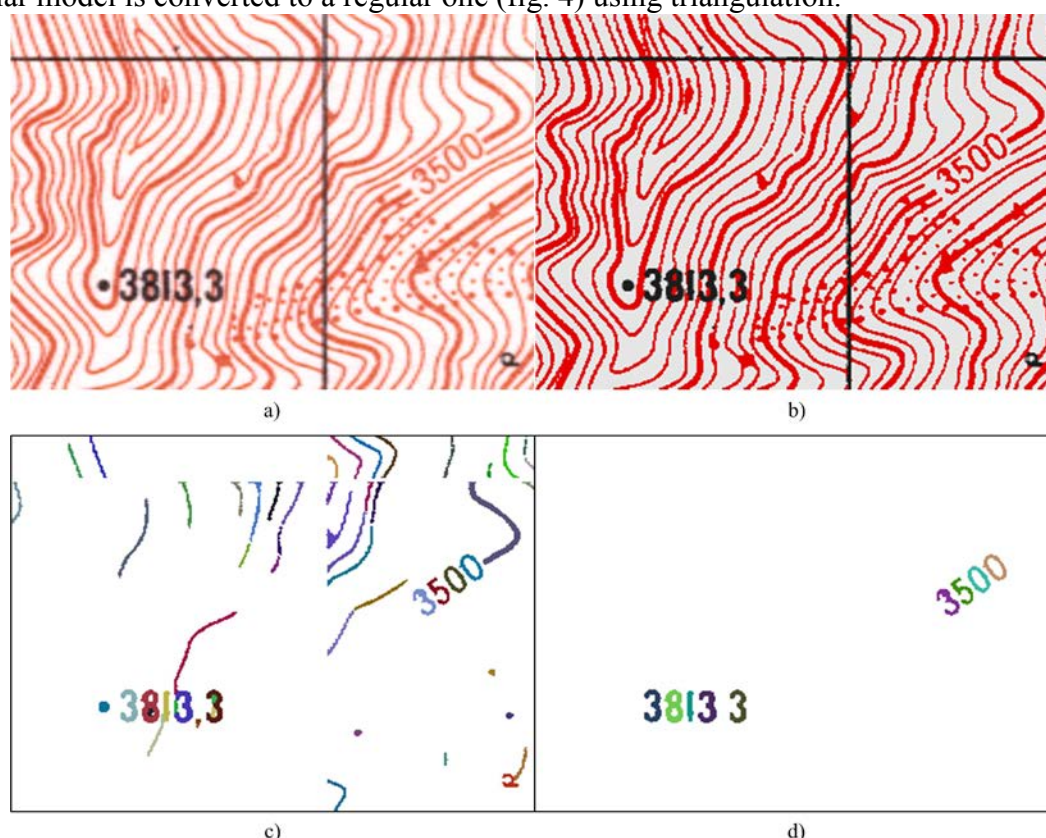 lar model is converted to a regular one (fig. 4) using triangulation.
3500
3813,3
3500
3813,3
a)
b)
3500
3813,3
3500
3813 3
c)
d)